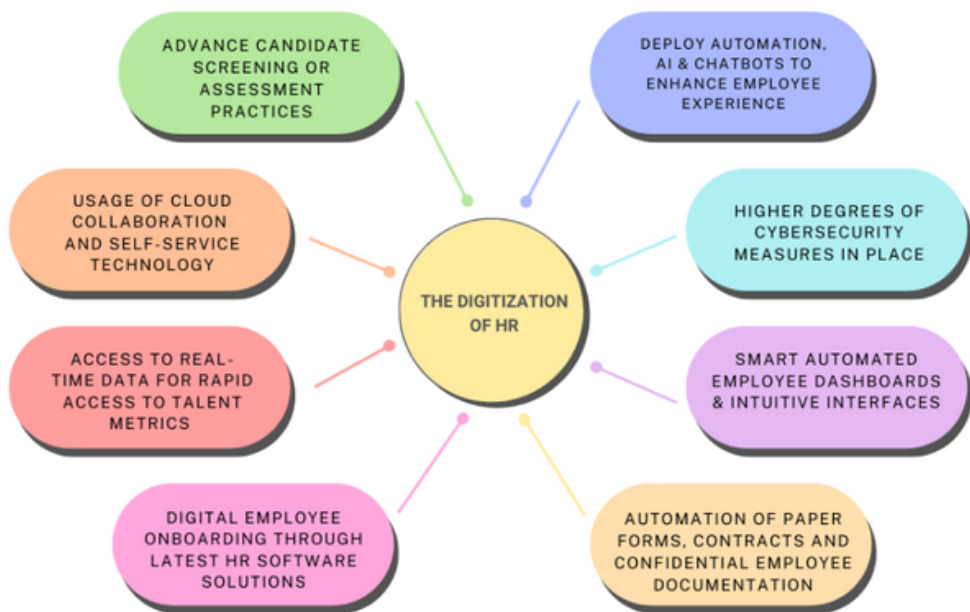 ADVANCE CANDIDATE
SCREENING OR
ASSESSMENT
PRACTICES
DEPLOY AUTOMATION,
AI & CHATBOTS TO
ENHANCE EMPLOYEE
EXPERIENCE
USAGE OF CLOUD
COLLABORATION
AND SELF-SERVICE
TECHNOLOGY
HIGHER DEGREES OF
CYBERSECURITY
MEASURES IN PLACE
THE DIGITIZATION
OF HR
ACCESS TO REAL-
TIME DATA FOR RAPID
ACCESS TO TALENT
METRICS
SMART AUTOMATED
EMPLOYEE DASHBOARDS
& INTUITIVE INTERFACES
DIGITAL EMPLOYEE
ONBOARDING THROUGH
LATEST HR SOFTWARE
SOLUTIONS
AUTOMATION OF PAPER
FORMS, CONTRACTS AND
CONFIDENTIAL EMPLOYEE
DOCUMENTATION